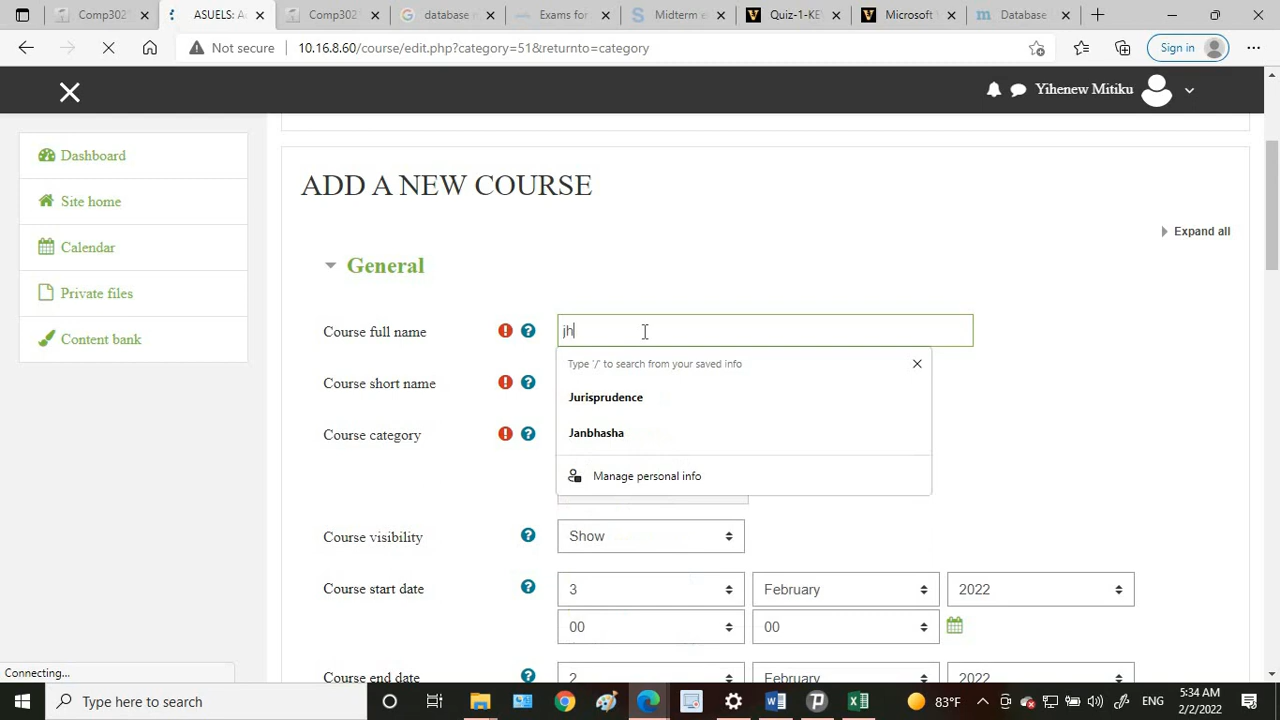 Comp302
ASUELS: A
Comp302
database n
Exams for
Midterm e
Quiz-1-KE
Microsoft
Database
Not secure
10.16.8.60/course/edit.php?category=51&returnto=category
Sign in
Yihenew Mitiku
Dashboard
Site home
Calendar
Private files
Content bank
ADD A NEW COURSE
Expand all
General
Course full name
jh
Type '/' to search from your saved info
Jurisprudence
Janbhasha
Manage personal info
Course short name
Course category
Course visibility
Show
Course start date
3 February 2022
00 00
Course end date
2 February 2022
Connecting...
Type here to search
83°F
ENG
5:34 AM
2/2/2022